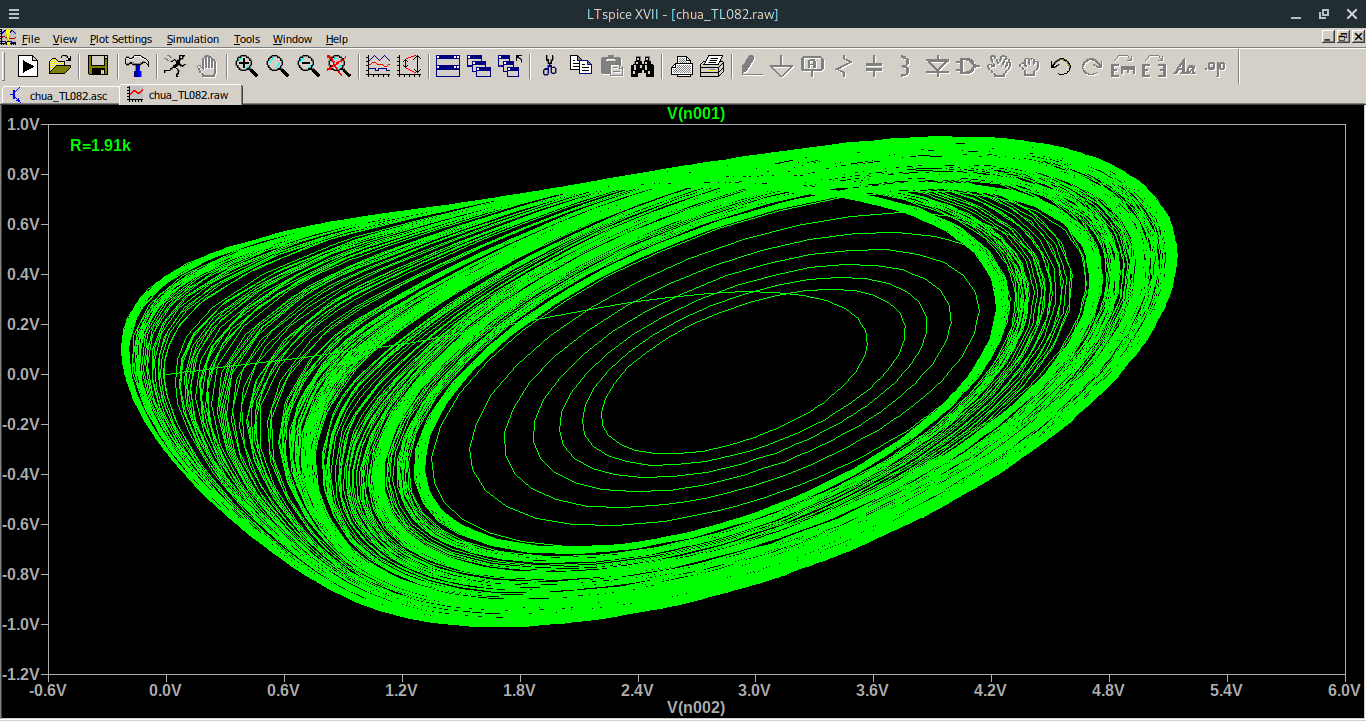 LTspice XVII - [chua_TL082.raw]
File View Plot Settings Simulation Tools Window Help
chua_TL082.asc chua_TL082.raw
V(n001)
R=1.91k
1.0V
0.8V
0.6V
0.4V
0.2V
0.0V
-0.2V
-0.4V
-0.6V
-0.8V
-1.0V
-1.2V
-0.6V 0.0V 0.6V 1.2V 1.8V 2.4V 3.0V 3.6V 4.2V 4.8V 5.4V 6.0V
V(n002)